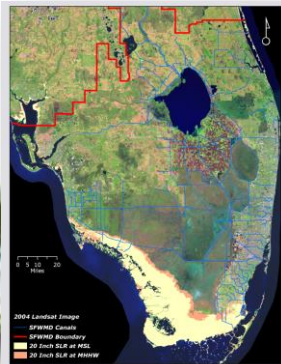 N
0 5 10 20
Miles
2004 Landsat Image
SFWMD Canals
SFWMD Boundary
20 Inch SLR at MSL
20 Inch SLR at MHHW